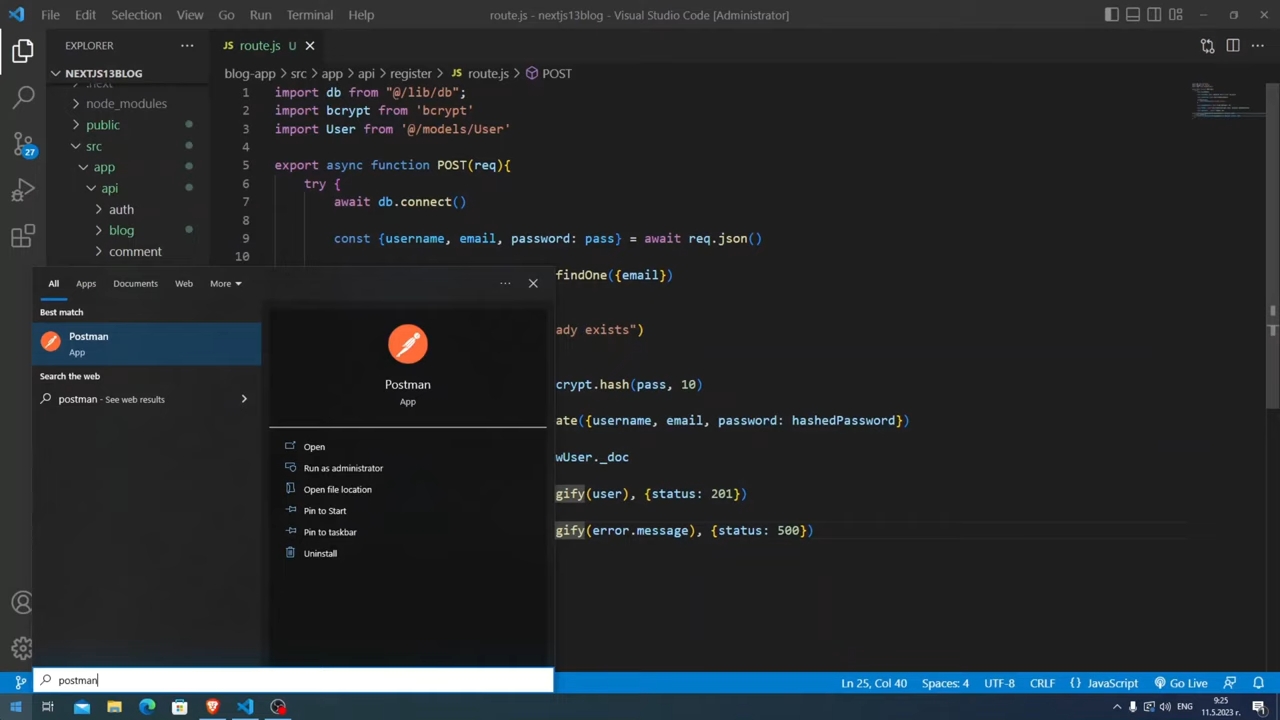 File Edit Selection View Go Run Terminal Help
route.js - nextjs13blog - Visual Studio Code [Administrator]
EXPLORER
NEXTJS13BLOG
node_modules
public
src
app
api
auth
blog
comment
27
JS route.js U
blog-app > src > app > api > register > JS route.js > POST
1 import db from "@/lib/db";
2 import bcrypt from 'bcrypt'
3 import User from '@/models/User'
4
5 export async function POST(req){
6 try {
7 await db.connect()
8
9 const {username, email, password: pass} = await req.json()
10
findOne({email})
ady exists")
crypt.hash(pass, 10)
ate({username, email, password: hashedPassword})
wUser._doc
gify(user), {status: 201})
gify(error.message), {status: 500})
All Apps Documents Web More
Best match
Postman
App
Search the web
postman - See web results
Postman
App
Open
Run as administrator
Open file location
Pin to Start
Pin to taskbar
Uninstall
postman
Ln 25, Col 40 Spaces: 4 UTF-8 CRLF {} JavaScript Go Live
ENG
9:25
11.5.2023 г.
1